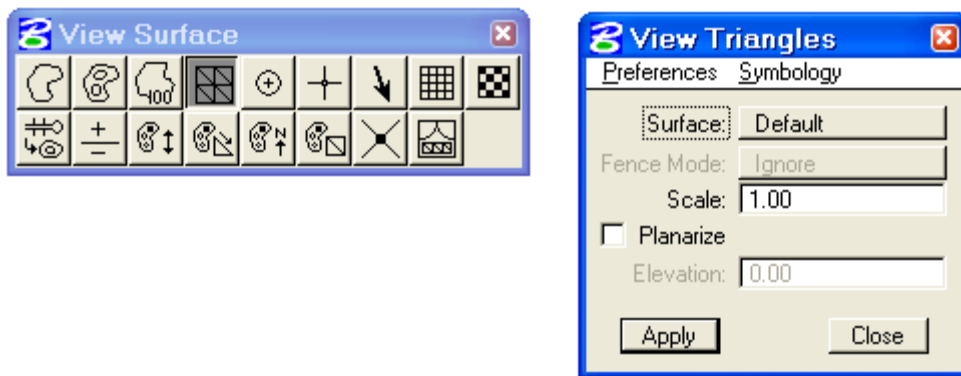 View Surface
100
N
View Triangles
Preferences Symbology
Surface: Default
Fence Mode: Ignore
Scale: 1.00
Planarize
Elevation: 0.00
Apply Close